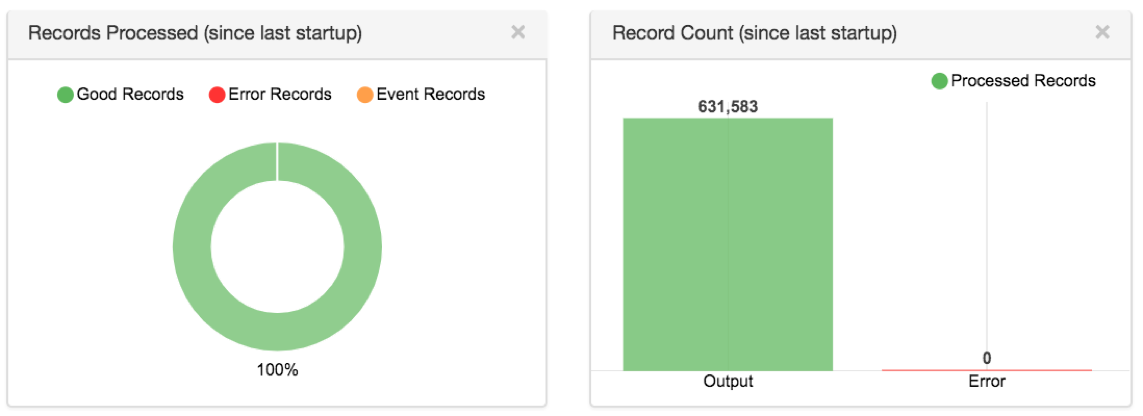 Records Processed (since last startup)
Good Records
Error Records
Event Records
100%
Record Count (since last startup)
Processed Records
631,583
0
Output
Error